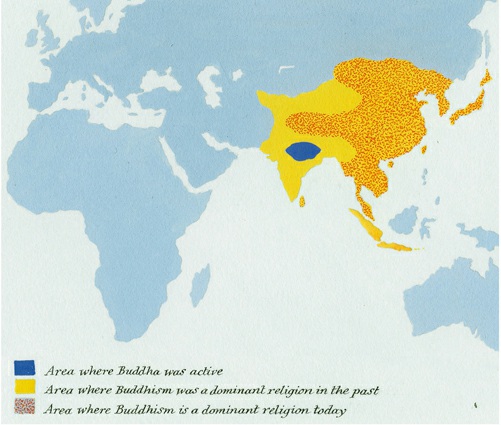 Area where Buddha was active
Area where Buddhism was a dominant religion in the past
Area where Buddhism is a dominant religion today